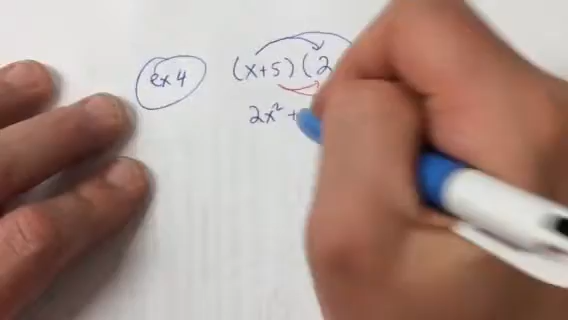 ex 4
(x+5)(2
2x² +